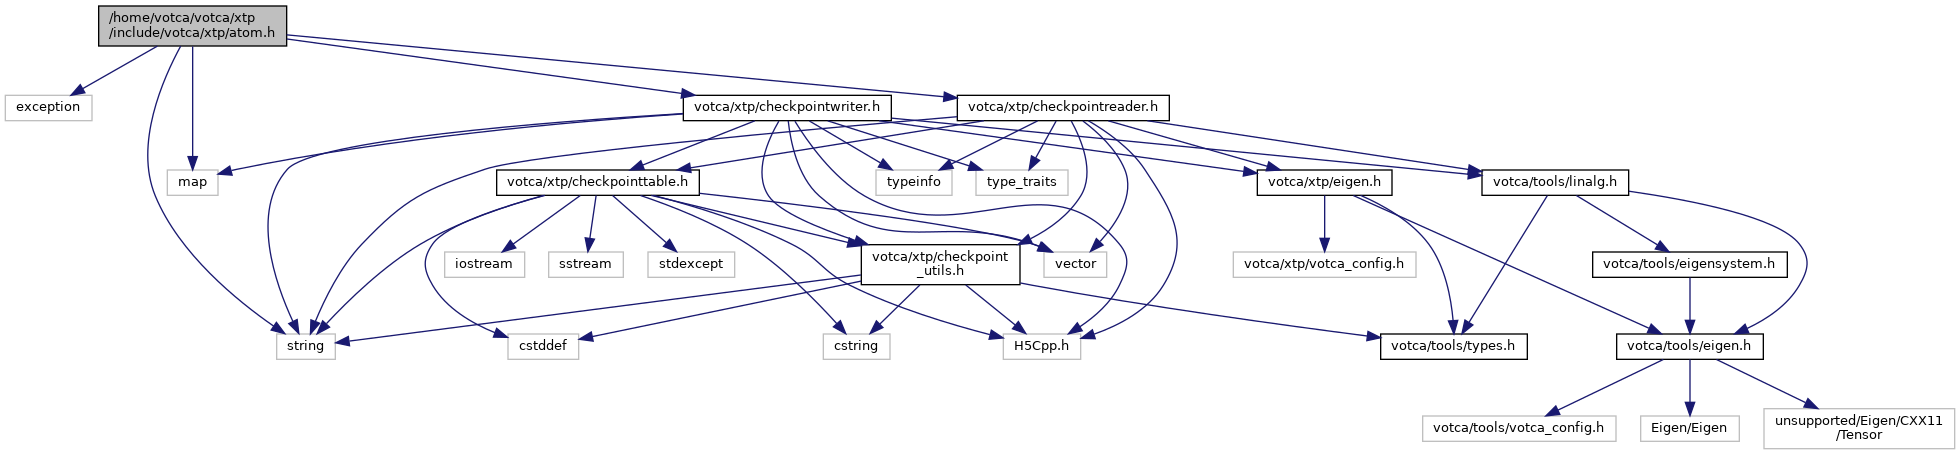 /home/votca/votca/xtp
/include/votca/xtp/atom.h
exception
votca/xtp/checkpointwriter.h
votca/xtp/checkpointreader.h
map
votca/xtp/checkpointtable.h
typeinfo
type_traits
votca/xtp/eigen.h
votca/tools/linalg.h
iostream
sstream
stdexcept
votca/xtp/checkpoint
_utils.h
vector
votca/xtp/votca_config.h
votca/tools/eigensystem.h
string
cstddef
cstring
H5Cpp.h
votca/tools/types.h
votca/tools/eigen.h
votca/tools/votca_config.h
Eigen/Eigen
unsupported/Eigen/CXX11
/Tensor